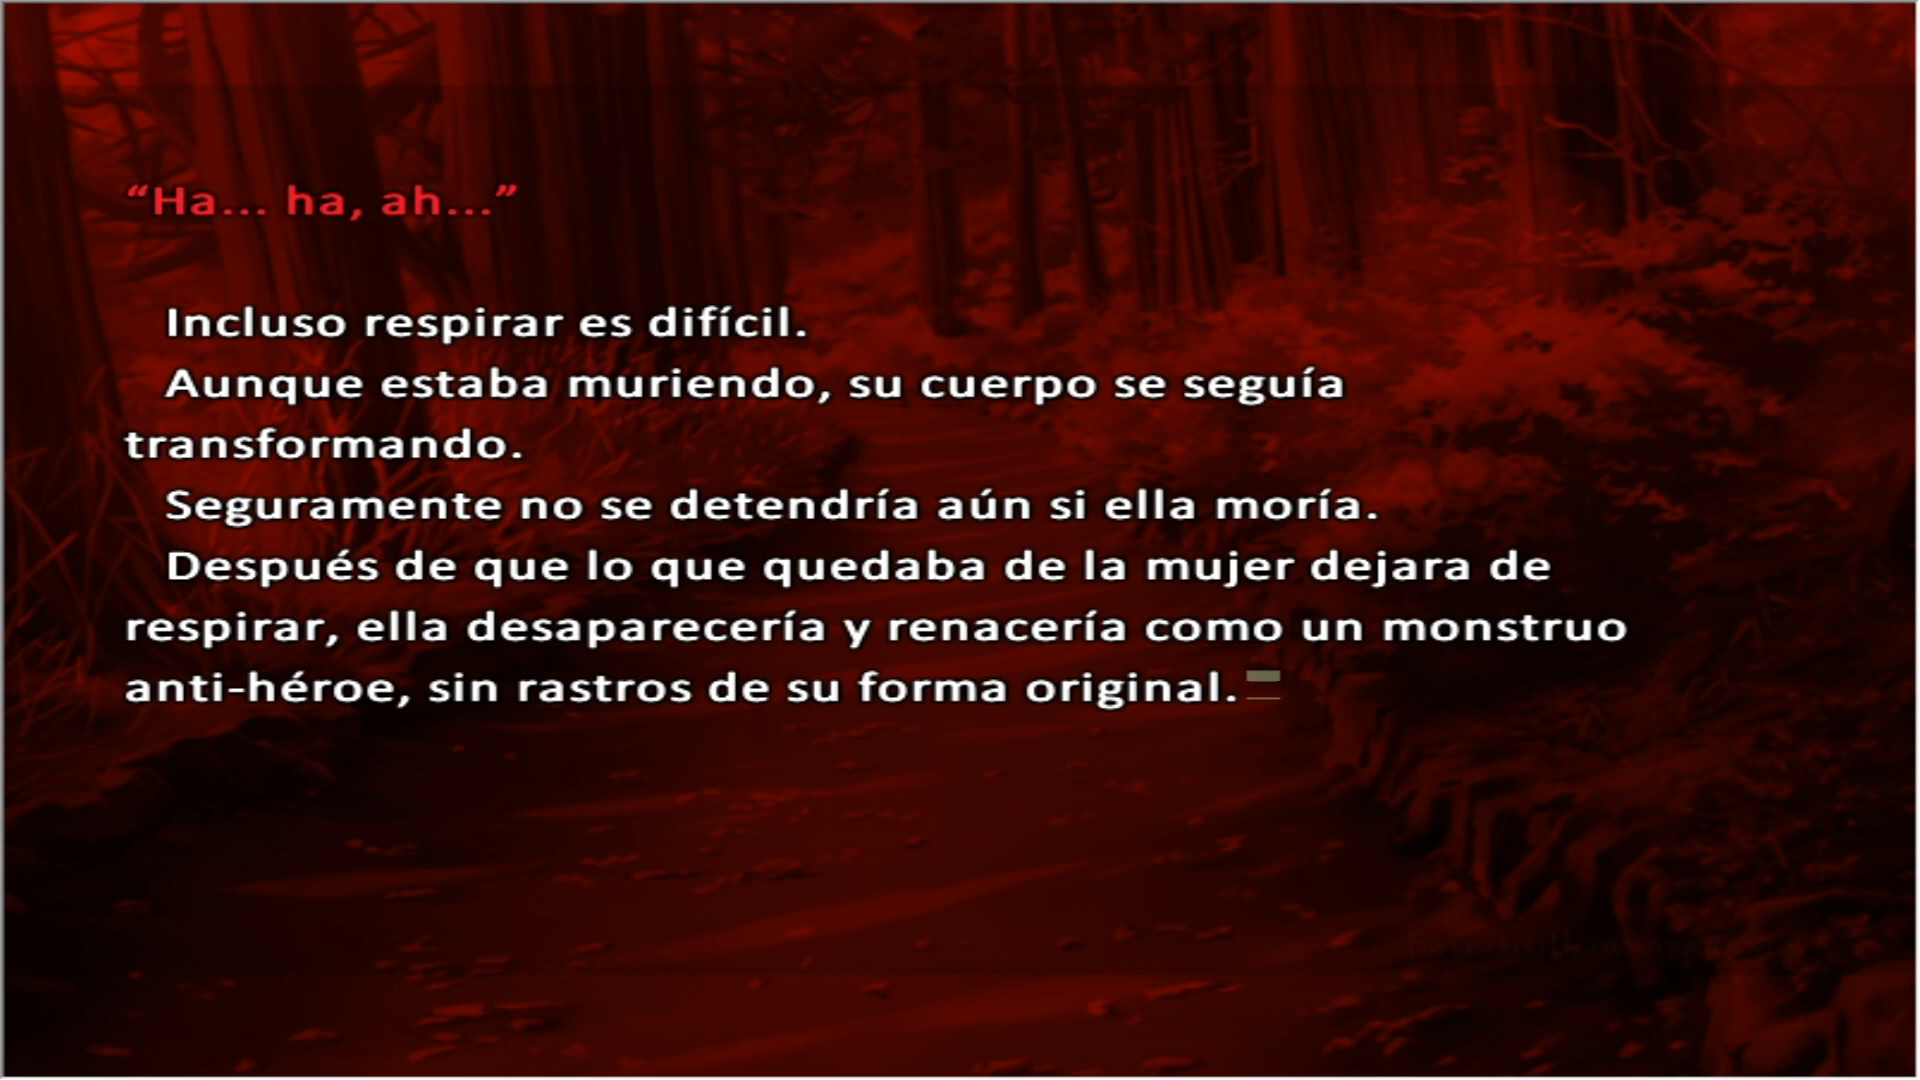 “Ha... ha, ah...”
Incluso respirar es difícil.
Aunque estaba muriendo, su cuerpo se seguía
transformando.
Seguramente no se detendría aún si ella moría.
Después de que lo que quedaba de la mujer dejara de
respirar, ella desaparecería y renacería como un monstruo
anti-héroe, sin rastros de su forma original.